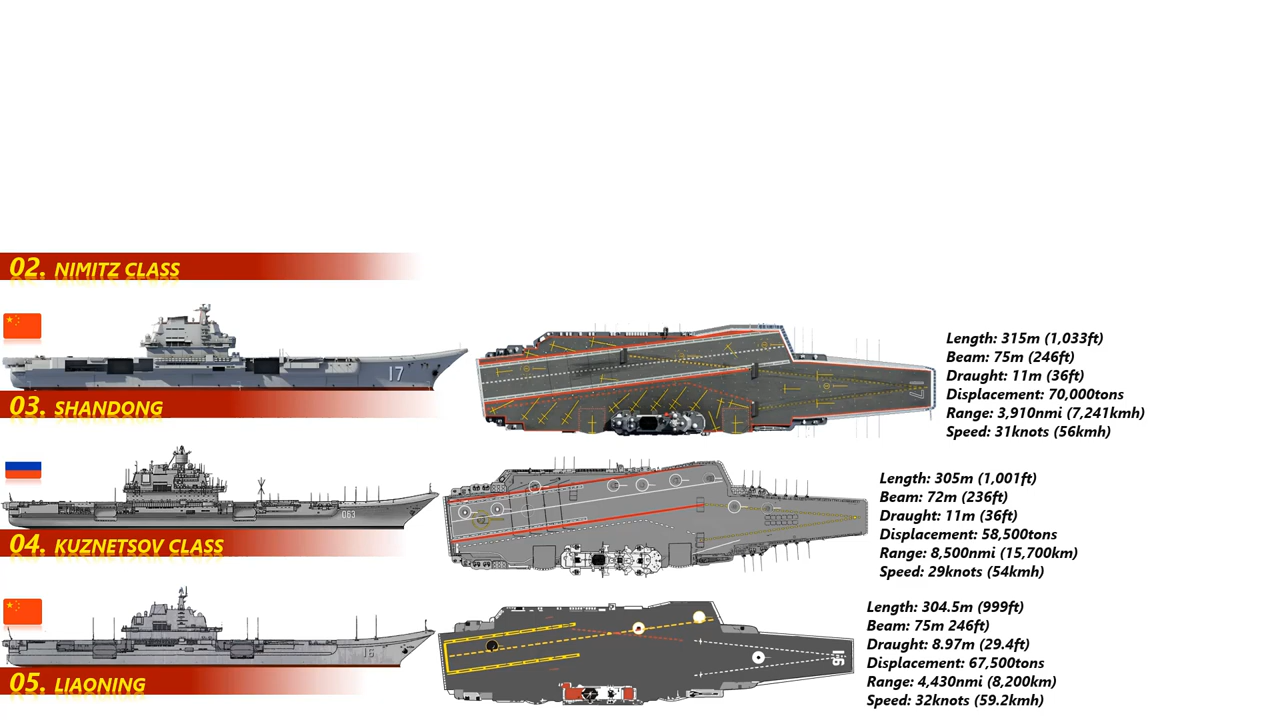 02. NIMITZ CLASS
17
17
Length: 315m (1,033ft)
Beam: 75m (246ft)
Draught: 11m (36ft)
Displacement: 70,000tons
Range: 3,910nmi (7,241kmh)
Speed: 31knots (56kmh)
03. SHANDONG
063
Length: 305m (1,001ft)
Beam: 72m (236ft)
Draught: 11m (36ft)
Displacement: 58,500tons
Range: 8,500nmi (15,700km)
Speed: 29knots (54kmh)
04. KUZNETSOV CLASS
16
16
Length: 304.5m (999ft)
Beam: 75m 246ft)
Draught: 8.97m (29.4ft)
Displacement: 67,500tons
Range: 4,430nmi (8,200km)
Speed: 32knots (59.2kmh)
05. LIAONING